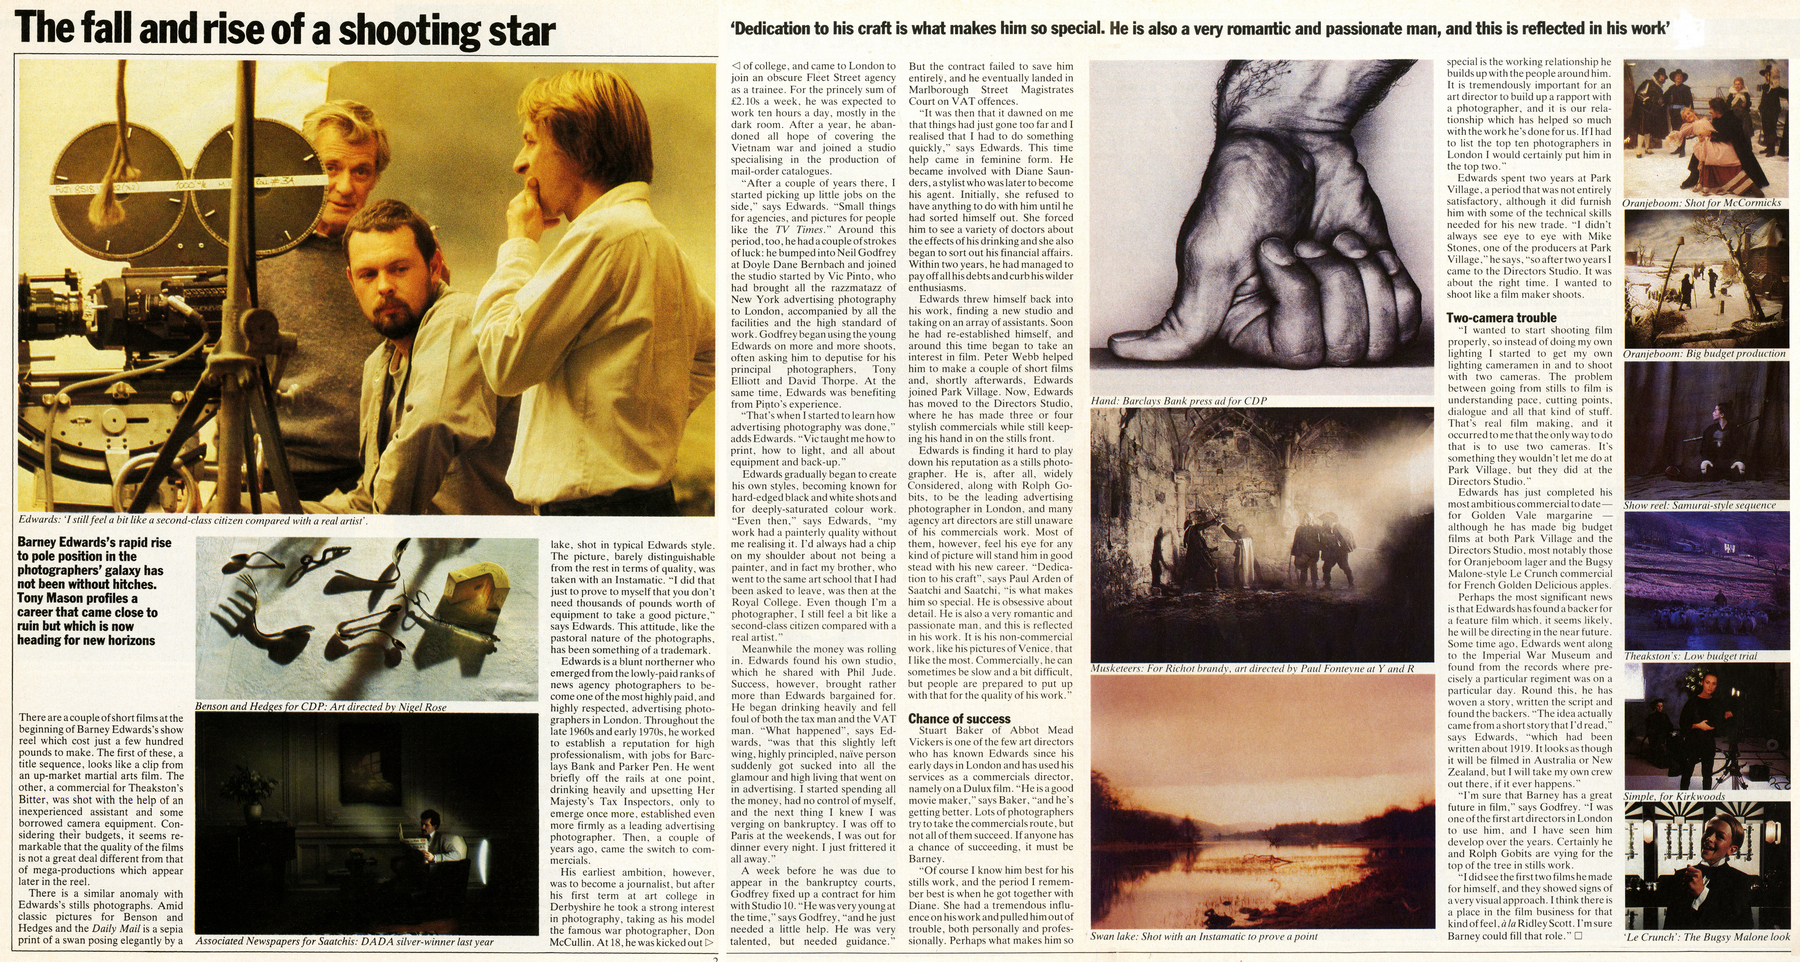 The fall and rise of a shooting star
FUJI 8518
1000
Edwards: 'I still feel a bit like a second-class citizen compared with a real artist'.
Barney Edwards's rapid rise
to pole position in the
photographers' galaxy has
not been without hitches.
Tony Mason profiles a
career that came close to
ruin but which is now
heading for new horizons
There are a couple of short films at the
beginning of Barney Edwards's show
reel which cost just a few hundred
pounds to make. The first of these, a
title sequence, looks like a clip from
an up-market martial arts film. The
other, a commercial for Theakston's
Bitter, was shot with the help of an
inexperienced assistant and some
borrowed camera equipment. Con-
sidering their budgets, it seems re-
markable that the quality of the films
is not a great deal different from that
of mega-productions which appear
later in the reel.
There is a similar anomaly with
Edwards's stills photographs. Amid
classic pictures for Benson and
Hedges and the Daily Mail is a sepia
print of a swan posing elegantly by a
Benson and Hedges for CDP: Art directed by Nigel Rose
Associated Newspapers for Saatchis: DADA silver-winner last year
lake, shot in typical Edwards style.
The picture, barely distinguishable
from the rest in terms of quality, was
taken with an Instamatic. "I did that
just to prove to myself that you don't
need thousands of pounds worth of
equipment to take a good picture,"
says Edwards. This attitude, like the
pastoral nature of the photographs,
has been something of a trademark.
Edwards is a blunt northerner who
emerged from the lowly-paid ranks of
news agency photographers to be-
come one of the most highly paid, and
highly respected, advertising photo-
graphers in London. Throughout the
late 1960s and early 1970s, he worked
to establish a reputation for high
professionalism, with jobs for Barc-
lays Bank and Parker Pen. He went
briefly off the rails at one point,
drinking heavily and upsetting Her
Majesty's Tax Inspectors, only to
emerge once more, established even
more firmly as a leading advertising
photographer. Then, a couple of
years ago, came the switch to com-
mercials.
His earliest ambition, however,
was to become a journalist, but after
his first term at art college in
Derbyshire he took a strong interest
in photography, taking as his model
the famous war photographer, Don
McCullin. At 18, he was kicked out ▷
'Dedication to his craft is what makes him so special. He is also a very romantic and passionate man, and this is reflected in his work'
◁ of college, and came to London to
join an obscure Fleet Street agency
as a trainee. For the princely sum of
£2.10s a week, he was expected to
work ten hours a day, mostly in the
dark room. After a year, he aban-
doned all hope of covering the
Vietnam war and joined a studio
specialising in the production of
mail-order catalogues.
"After a couple of years there, I
started picking up little jobs on the
side," says Edwards. "Small things
for agencies, and pictures for people
like the TV Times." Around this
period, too, he had a couple of strokes
of luck: he bumped into Neil Godfrey
at Doyle Dane Bernbach and joined
the studio started by Vic Pinto, who
had brought all the razzmatazz of
New York advertising photography
to London, accompanied by all the
facilities and the high standard of
work. Godfrey began using the young
Edwards on more and more shoots,
often asking him to deputise for his
principal photographers, Tony
Elliott and David Thorpe. At the
same time, Edwards was benefiting
from Pinto's experience.
"That's when I started to learn how
advertising photography was done,"
adds Edwards. "Vic taught me how to
print, how to light, and all about
equipment and back-up."
Edwards gradually began to create
his own styles, becoming known for
hard-edged black and white shots and
for deeply-saturated colour work.
"Even then," says Edwards, "my
work had a painterly quality without
me realising it. I'd always had a chip
on my shoulder about not being a
painter, and in fact my brother, who
went to the same art school that I had
been asked to leave, was then at the
Royal College. Even though I'm a
photographer, I still feel a bit like a
second-class citizen compared with a
real artist."
Meanwhile the money was rolling
in. Edwards found his own studio,
which he shared with Phil Jude.
Success, however, brought rather
more than Edwards bargained for.
He began drinking heavily and fell
foul of both the tax man and the VAT
man. "What happened", says Ed-
wards, "was that this slightly left
wing, highly principled, naïve person
suddenly got sucked into all the
glamour and high living that went on
in advertising. I started spending all
the money, had no control of myself,
and the next thing I knew I was
verging on bankruptcy. I was off to
Paris at the weekends, I was out for
dinner every night. I just frittered it
all away."
A week before he was due to
appear in the bankruptcy courts,
Godfrey fixed up a contract for him
with Studio 10. "He was very young at
the time," says Godfrey, "and he just
needed a little help. He was very
talented, but needed guidance."
But the contract failed to save him
entirely, and he eventually landed in
Marlborough Street Magistrates
Court on VAT offences.
"It was then that it dawned on me
that things had just gone too far and I
realised that I had to do something
quickly," says Edwards. This time
help came in feminine form. He
became involved with Diane Saun-
ders, a stylist who was later to become
his agent. Initially, she refused to
have anything to do with him until he
had sorted himself out. She forced
him to see a variety of doctors about
the effects of his drinking and she also
began to sort out his financial affairs.
Within two years, he had managed to
pay off all his debts and curb his wilder
enthusiasms.
Edwards threw himself back into
his work, finding a new studio and
taking on an array of assistants. Soon
he had re-established himself, and
around this time began to take an
interest in film. Peter Webb helped
him to make a couple of short films
and, shortly afterwards, Edwards
joined Park Village. Now, Edwards
has moved to the Directors Studio,
where he has made three or four
stylish commercials while still keep-
ing his hand in on the stills front.
Edwards is finding it hard to play
down his reputation as a stills photo-
grapher. He is, after all, widely
Considered, along with Rolph Go-
bits, to be the leading advertising
photographer in London, and many
agency art directors are still unaware
of his commercials work. Most of
them, however, feel his eye for any
kind of picture will stand him in good
stead with his new career. "Dedica-
tion to his craft", says Paul Arden of
Saatchi and Saatchi, "is what makes
him so special. He is obsessive about
detail. He is also a very romantic and
passionate man, and this is reflected
in his work. It is his non-commercial
work, like his pictures of Venice, that
I like the most. Commercially, he can
sometimes be slow and a bit difficult,
but people are prepared to put up
with that for the quality of his work."
Chance of success
Stuart Baker of Abbot Mead
Vickers is one of the few art directors
who has known Edwards since his
early days in London and has used his
services as a commercials director,
namely on a Dulux film. "He is a good
movie maker," says Baker, "and he's
getting better. Lots of photographers
try to take the commercials route, but
not all of them succeed. If anyone has
a chance of succeeding, it must be
Barney.
"Of course I know him best for his
stills work, and the period I remem-
ber best is when he got together with
Diane. She had a tremendous influ-
ence on his work and pulled him out of
trouble, both personally and profes-
sionally. Perhaps what makes him so
Hand: Barclays Bank press ad for CDP
Musketeers: For Richot brandy, art directed by Paul Fonteyne at Y and R
Swan lake: Shot with an Instamatic to prove a point
special is the working relationship he
builds up with the people around him.
It is tremendously important for an
art director to build up a rapport with
a photographer, and it is our rela-
tionship which has helped so much
with the work he's done for us. If I had
to list the top ten photographers in
London I would certainly put him in
the top two."
Edwards spent two years at Park
Village, a period that was not entirely
satisfactory, although it did furnish
him with some of the technical skills
needed for his new trade. "I didn't
always see eye to eye with Mike
Stones, one of the producers at Park
Village," he says, "so after two years I
came to the Directors Studio. It was
about the right time. I wanted to
shoot like a film maker shoots.
Two-camera trouble
"I wanted to start shooting film
properly, so instead of doing my own
lighting I started to get my own
lighting cameramen in and to shoot
with two cameras. The problem
between going from stills to film is
understanding pace, cutting points,
dialogue and all that kind of stuff.
That's real film making, and it
occurred to me that the only way to do
that is to use two cameras. It's
something they wouldn't let me do at
Park Village, but they did at the
Directors Studio."
Edwards has just completed his
most ambitious commercial to date —
for Golden Vale margarine —
although he has made big budget
films at both Park Village and the
Directors Studio, most notably those
for Oranjeboom lager and the Bugsy
Malone-style Le Crunch commercial
for French Golden Delicious apples.
Perhaps the most significant news
is that Edwards has found a backer for
a feature film which, it seems likely,
he will be directing in the near future.
Some time ago, Edwards went along
to the Imperial War Museum and
found from the records where pre-
cisely a particular regiment was on a
particular day. Round this, he has
woven a story, written the script and
found the backers. "The idea actually
came from a short story that I'd read,"
says Edwards, "which had been
written about 1919. It looks as though
it will be filmed in Australia or New
Zealand, but I will take my own crew
out there, if it ever happens."
"I'm sure that Barney has a great
future in film," says Godfrey. "I was
one of the first art directors in London
to use him, and I have seen him
develop over the years. Certainly he
and Rolph Gobits are vying for the
top of the tree in stills work.
"I did see the first two films he made
for himself, and they showed signs of
a very visual approach. I think there is
a place in the film business for that
kind of feel, à la Ridley Scott. I'm sure
Barney could fill that role." □
Oranjeboom: Shot for McCormicks
Oranjeboom: Big budget production
Show reel: Samurai-style sequence
Theakston's: Low budget trial
Simple, for Kirkwoods
'Le Crunch': The Bugsy Malone look